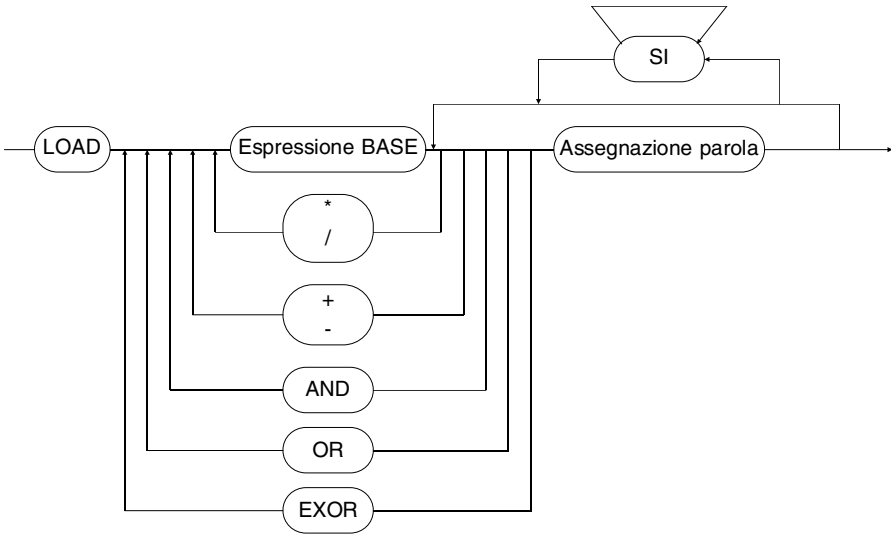 SI
LOAD
Espressione BASE
Assegnazione parola
*
/
+
-
AND
OR
EXOR